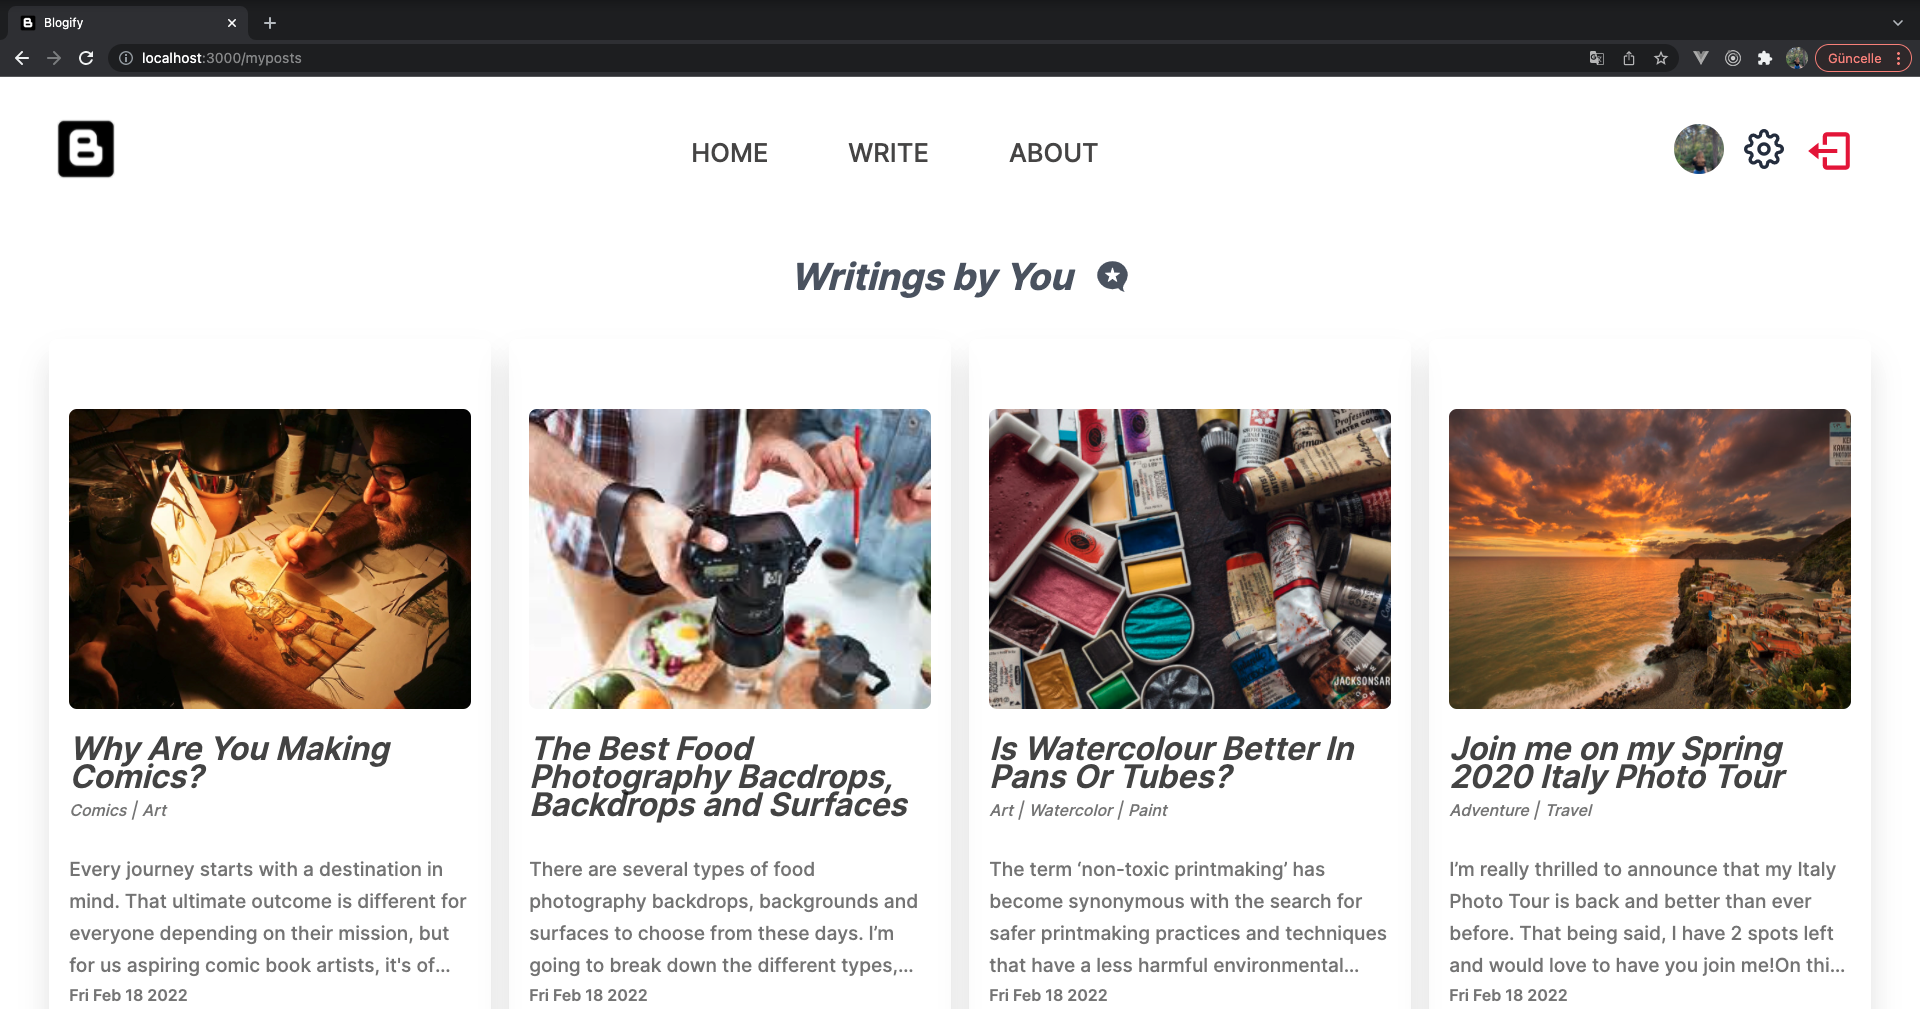 Blogify
localhost:3000/myposts
Güncelle
B
HOME WRITE ABOUT
Writings by You
JACKSONSAR
Why Are You Making
Comics?
Comics | Art
Every journey starts with a destination in
mind. That ultimate outcome is different for
everyone depending on their mission, but
for us aspiring comic book artists, it's of...
Fri Feb 18 2022
The Best Food
Photography Bacdrops,
Backdrops and Surfaces
There are several types of food
photography backdrops, backgrounds and
surfaces to choose from these days. I’m
going to break down the different types,...
Fri Feb 18 2022
Is Watercolour Better In
Pans Or Tubes?
Art | Watercolor | Paint
The term ‘non-toxic printmaking’ has
become synonymous with the search for
safer printmaking practices and techniques
that have a less harmful environmental...
Fri Feb 18 2022
Join me on my Spring
2020 Italy Photo Tour
Adventure | Travel
I’m really thrilled to announce that my Italy
Photo Tour is back and better than ever
before. That being said, I have 2 spots left
and would love to have you join me!On thi...
Fri Feb 18 2022